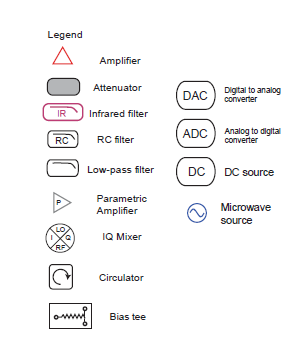 Legend
Amplifier
Attenuator
IR
Infrared filter
RC
RC filter
Low-pass filter
P
Parametric
Amplifier
LO
I
Q
RF
IQ Mixer
Circulator
Bias tee
DAC
Digital to analog
converter
ADC
Analog to digital
converter
DC
DC source
Microwave
source